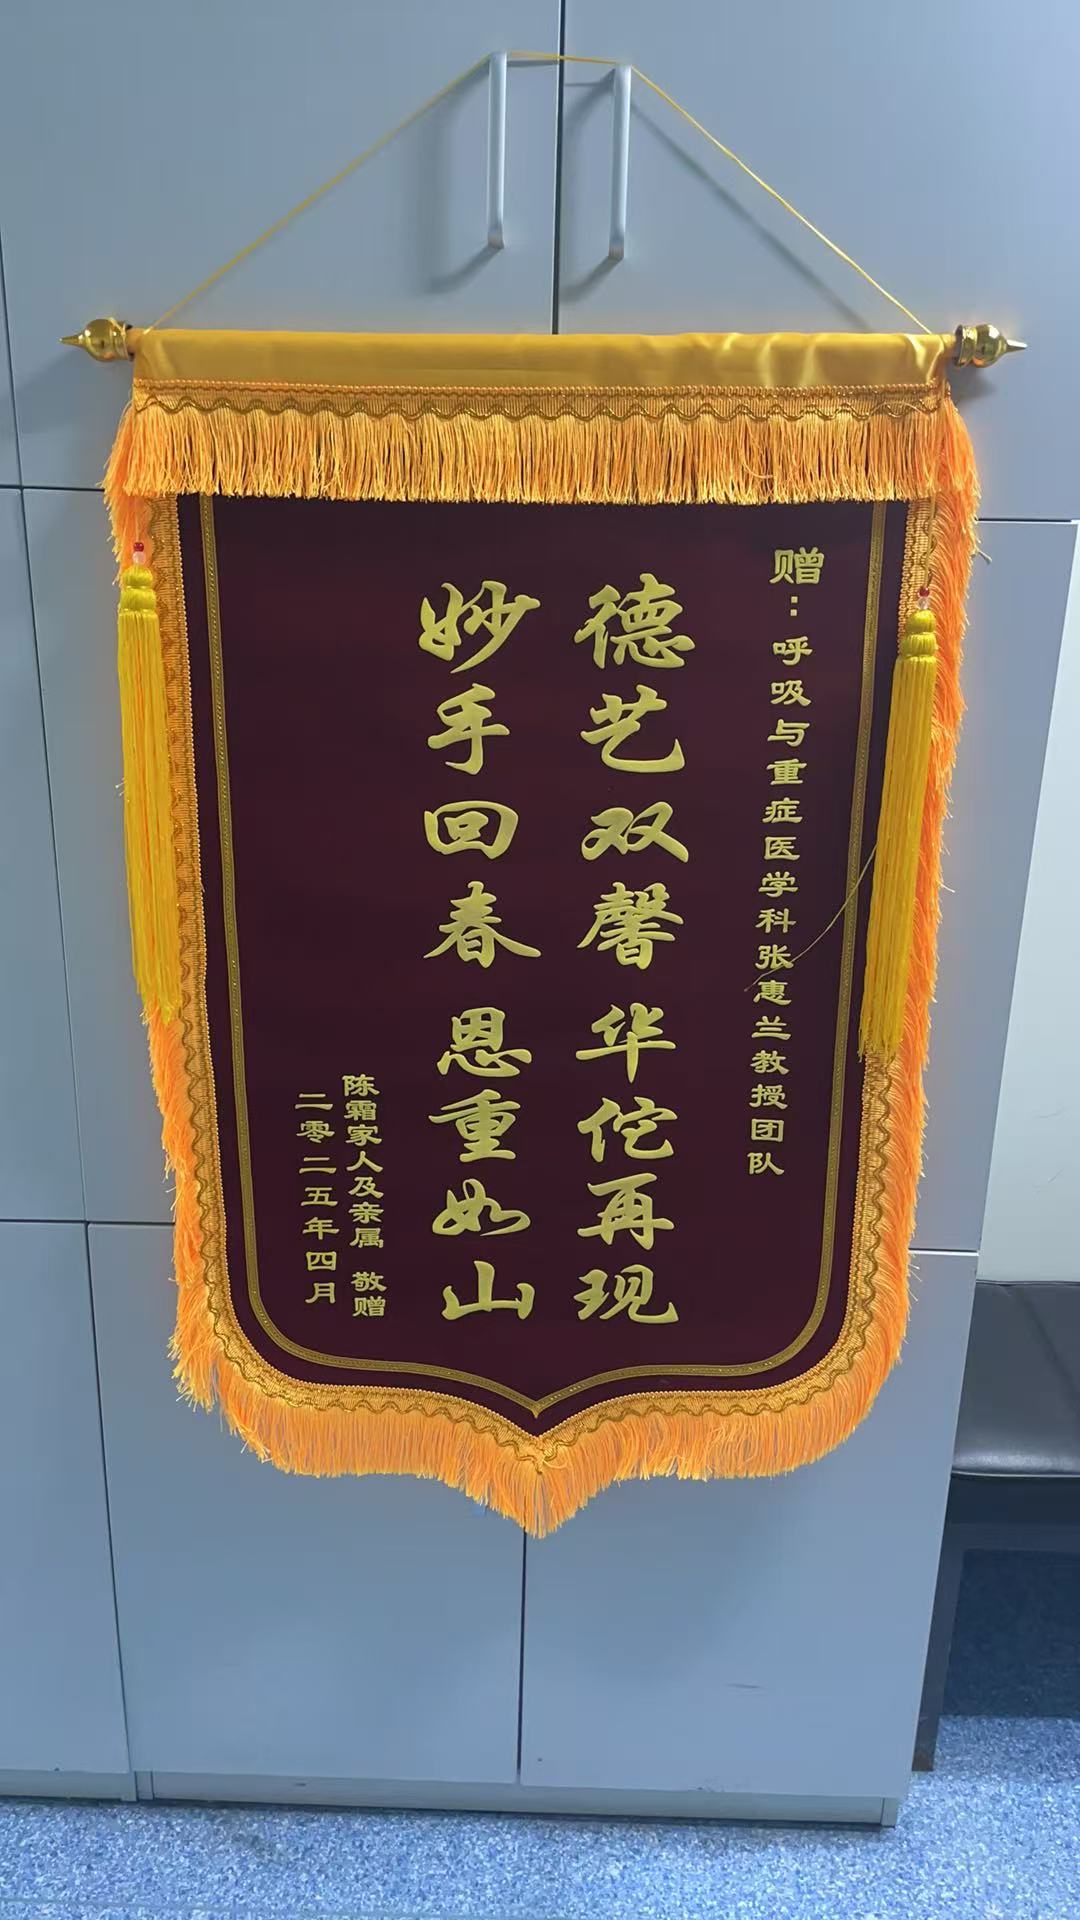 赠：呼吸与重症医学科张惠兰教授团队
德艺双馨 华佗再现
妙手回春 恩重如山
陈霜家人及亲属 敬赠
二零二五年四月